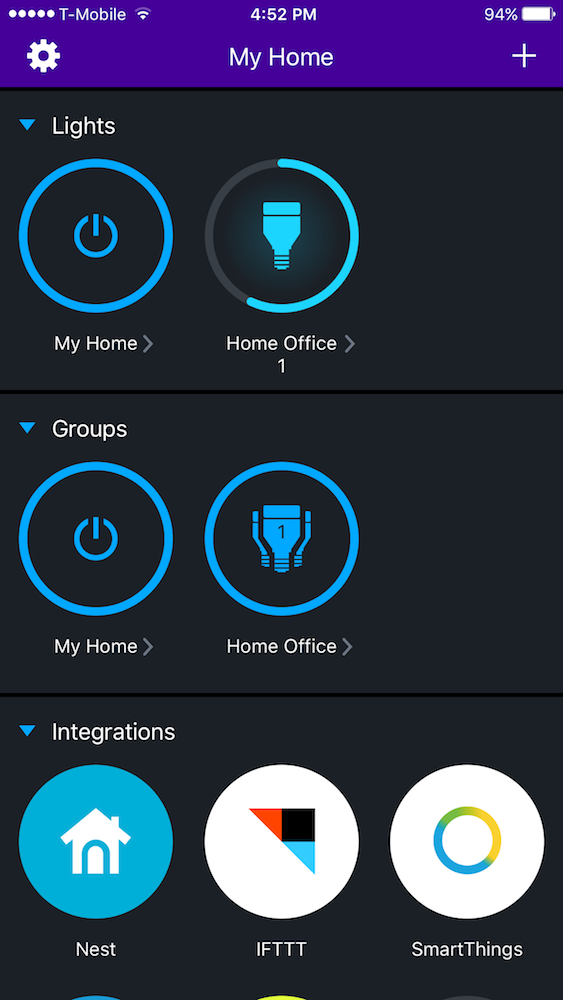 T-Mobile 4:52 PM 94%
My Home
Lights
My Home
Home Office
1
Groups
1
My Home
Home Office
Integrations
Nest
IFTTT
SmartThings